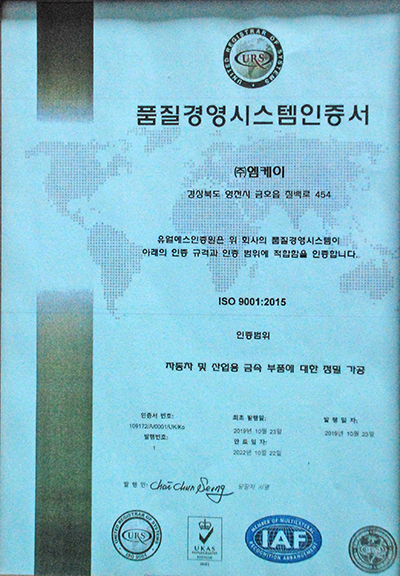 UNITED REGISTRAR OF SYSTEMS
URS
품질경영시스템인증서
㈜엠케이
경상북도 영천시 금호읍 칠백로 454
유알에스인증원은 위 회사의 품질경영시스템이
아래의 인증 규격과 인증 범위에 적합함을 인증합니다.
ISO 9001:2015
인증범위
자동차 및 산업용 금속 부품에 대한 정밀 가공
인증서 번호: 최초 발행일: 발행 일자:
109172/A/0001/UK/Ko 2019년 10월 23일 2019년 10월 23일
발행번호: 만료 일자:
1 2022년 10월 22일
발행인: 담당자 서명
UNITED REGISTRAR OF SYSTEMS
URS
ISO 9001
UKAS
MANAGEMENT
SYSTEMS
MEMBER OF MULTILATERAL
IAF
RECOGNITION ARRANGEMENT